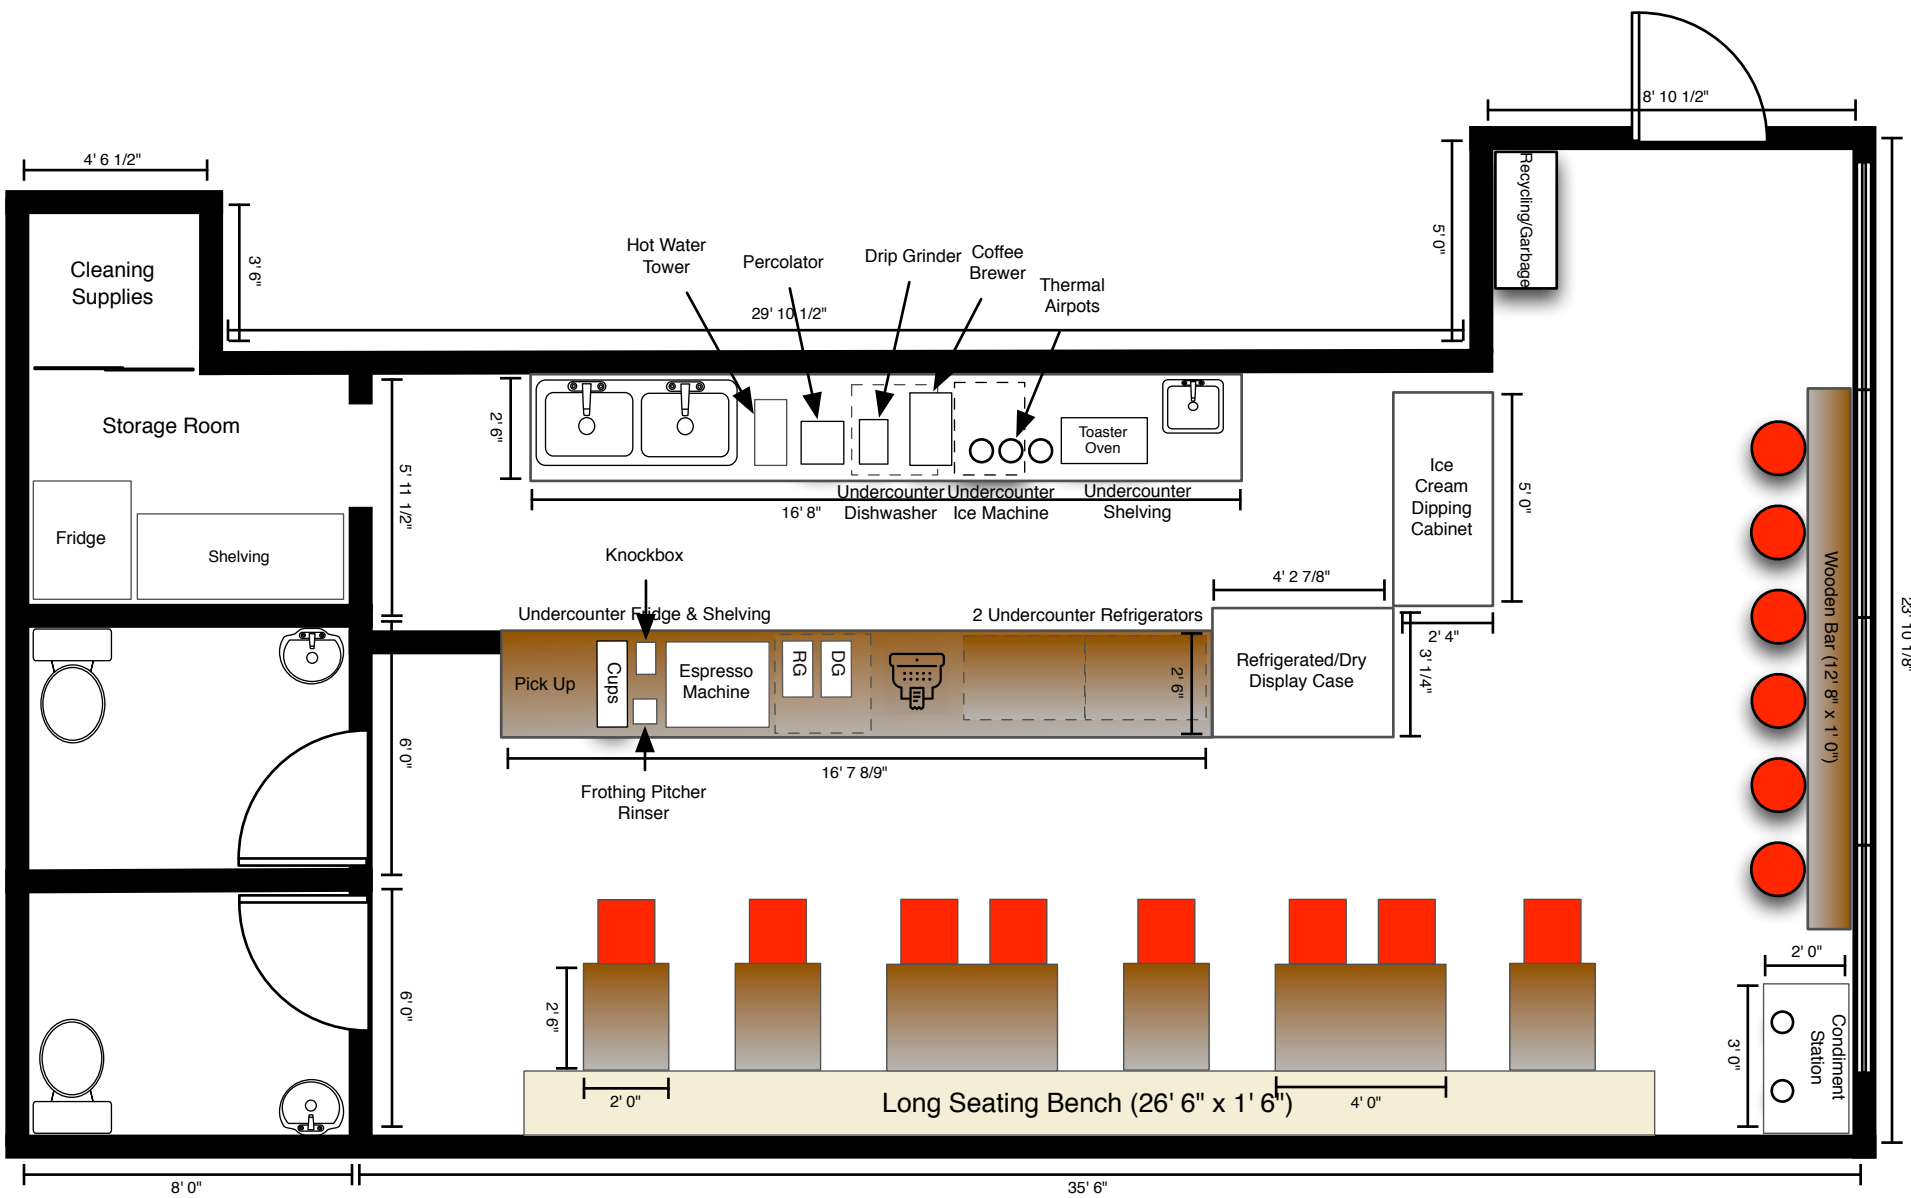 8' 10 1/2"
4' 6 1/2"
Recycling/Garbage
5' 0"
3' 6"
Cleaning
Supplies
Hot Water
Tower
Percolator
Drip Grinder
Coffee
Brewer
Thermal
Airpots
29' 10 1/2"
Storage Room
2' 6"
Toaster
Oven
Ice
Cream
Dipping
Cabinet
5' 0"
5' 11 1/2"
Undercounter
Dishwasher
Undercounter
Ice Machine
Undercounter
Shelving
16' 8"
Fridge
Shelving
Knockbox
4' 2 7/8"
Undercounter Fridge & Shelving
2 Undercounter Refrigerators
2' 4"
23' 10 1/8"
Wooden Bar (12' 8" x 1' 0")
Pick Up
Cups
Espresso
Machine
RG
DG
2' 6"
Refrigerated/Dry
Display Case
3' 1/4"
6' 0"
16' 7 8/9"
Frothing Pitcher
Rinser
2' 0"
6' 0"
2' 6"
3' 0"
Condiment
Station
2' 0"
Long Seating Bench (26' 6" x 1' 6")
4' 0"
8' 0"
35' 6"